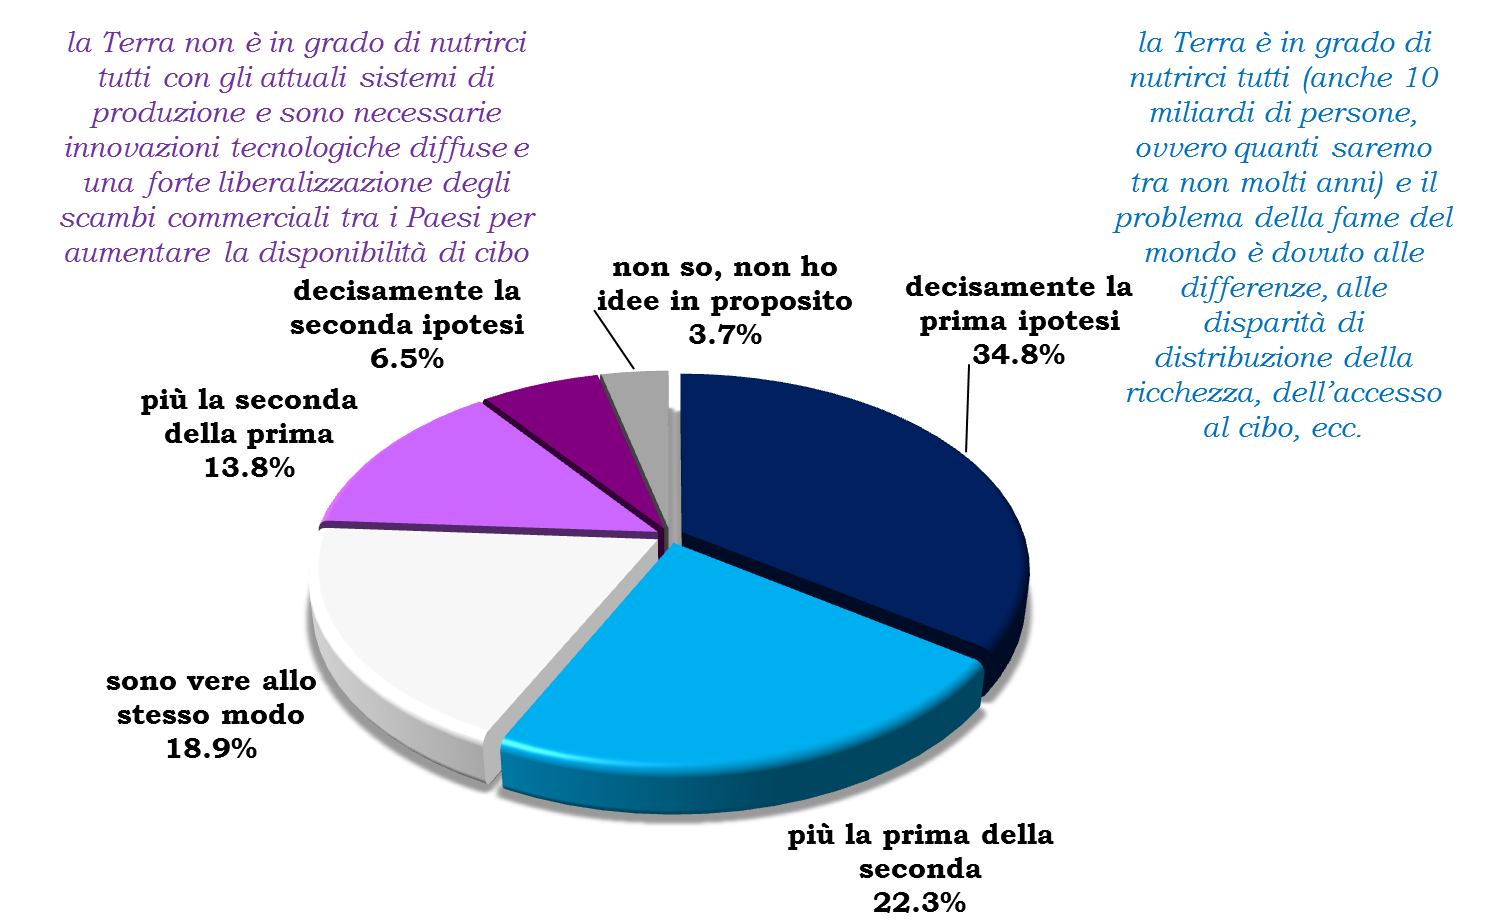 la Terra non è in grado di nutrirci
tutti con gli attuali sistemi di
produzione e sono necessarie
innovazioni tecnologiche diffuse e
una forte liberalizzazione degli
scambi commerciali tra i Paesi per
aumentare la disponibilità di cibo
la Terra è in grado di
nutrirci tutti (anche 10
miliardi di persone,
ovvero quanti saremo
tra non molti anni) e il
problema della fame del
mondo è dovuto alle
differenze, alle
disparità di
distribuzione della
ricchezza, dell’accesso
al cibo, ecc.
decisamente la
seconda ipotesi
6.5%
non so, non ho
idee in proposito
3.7%
decisamente la
prima ipotesi
34.8%
più la seconda
della prima
13.8%
sono vere allo
stesso modo
18.9%
più la prima della
seconda
22.3%